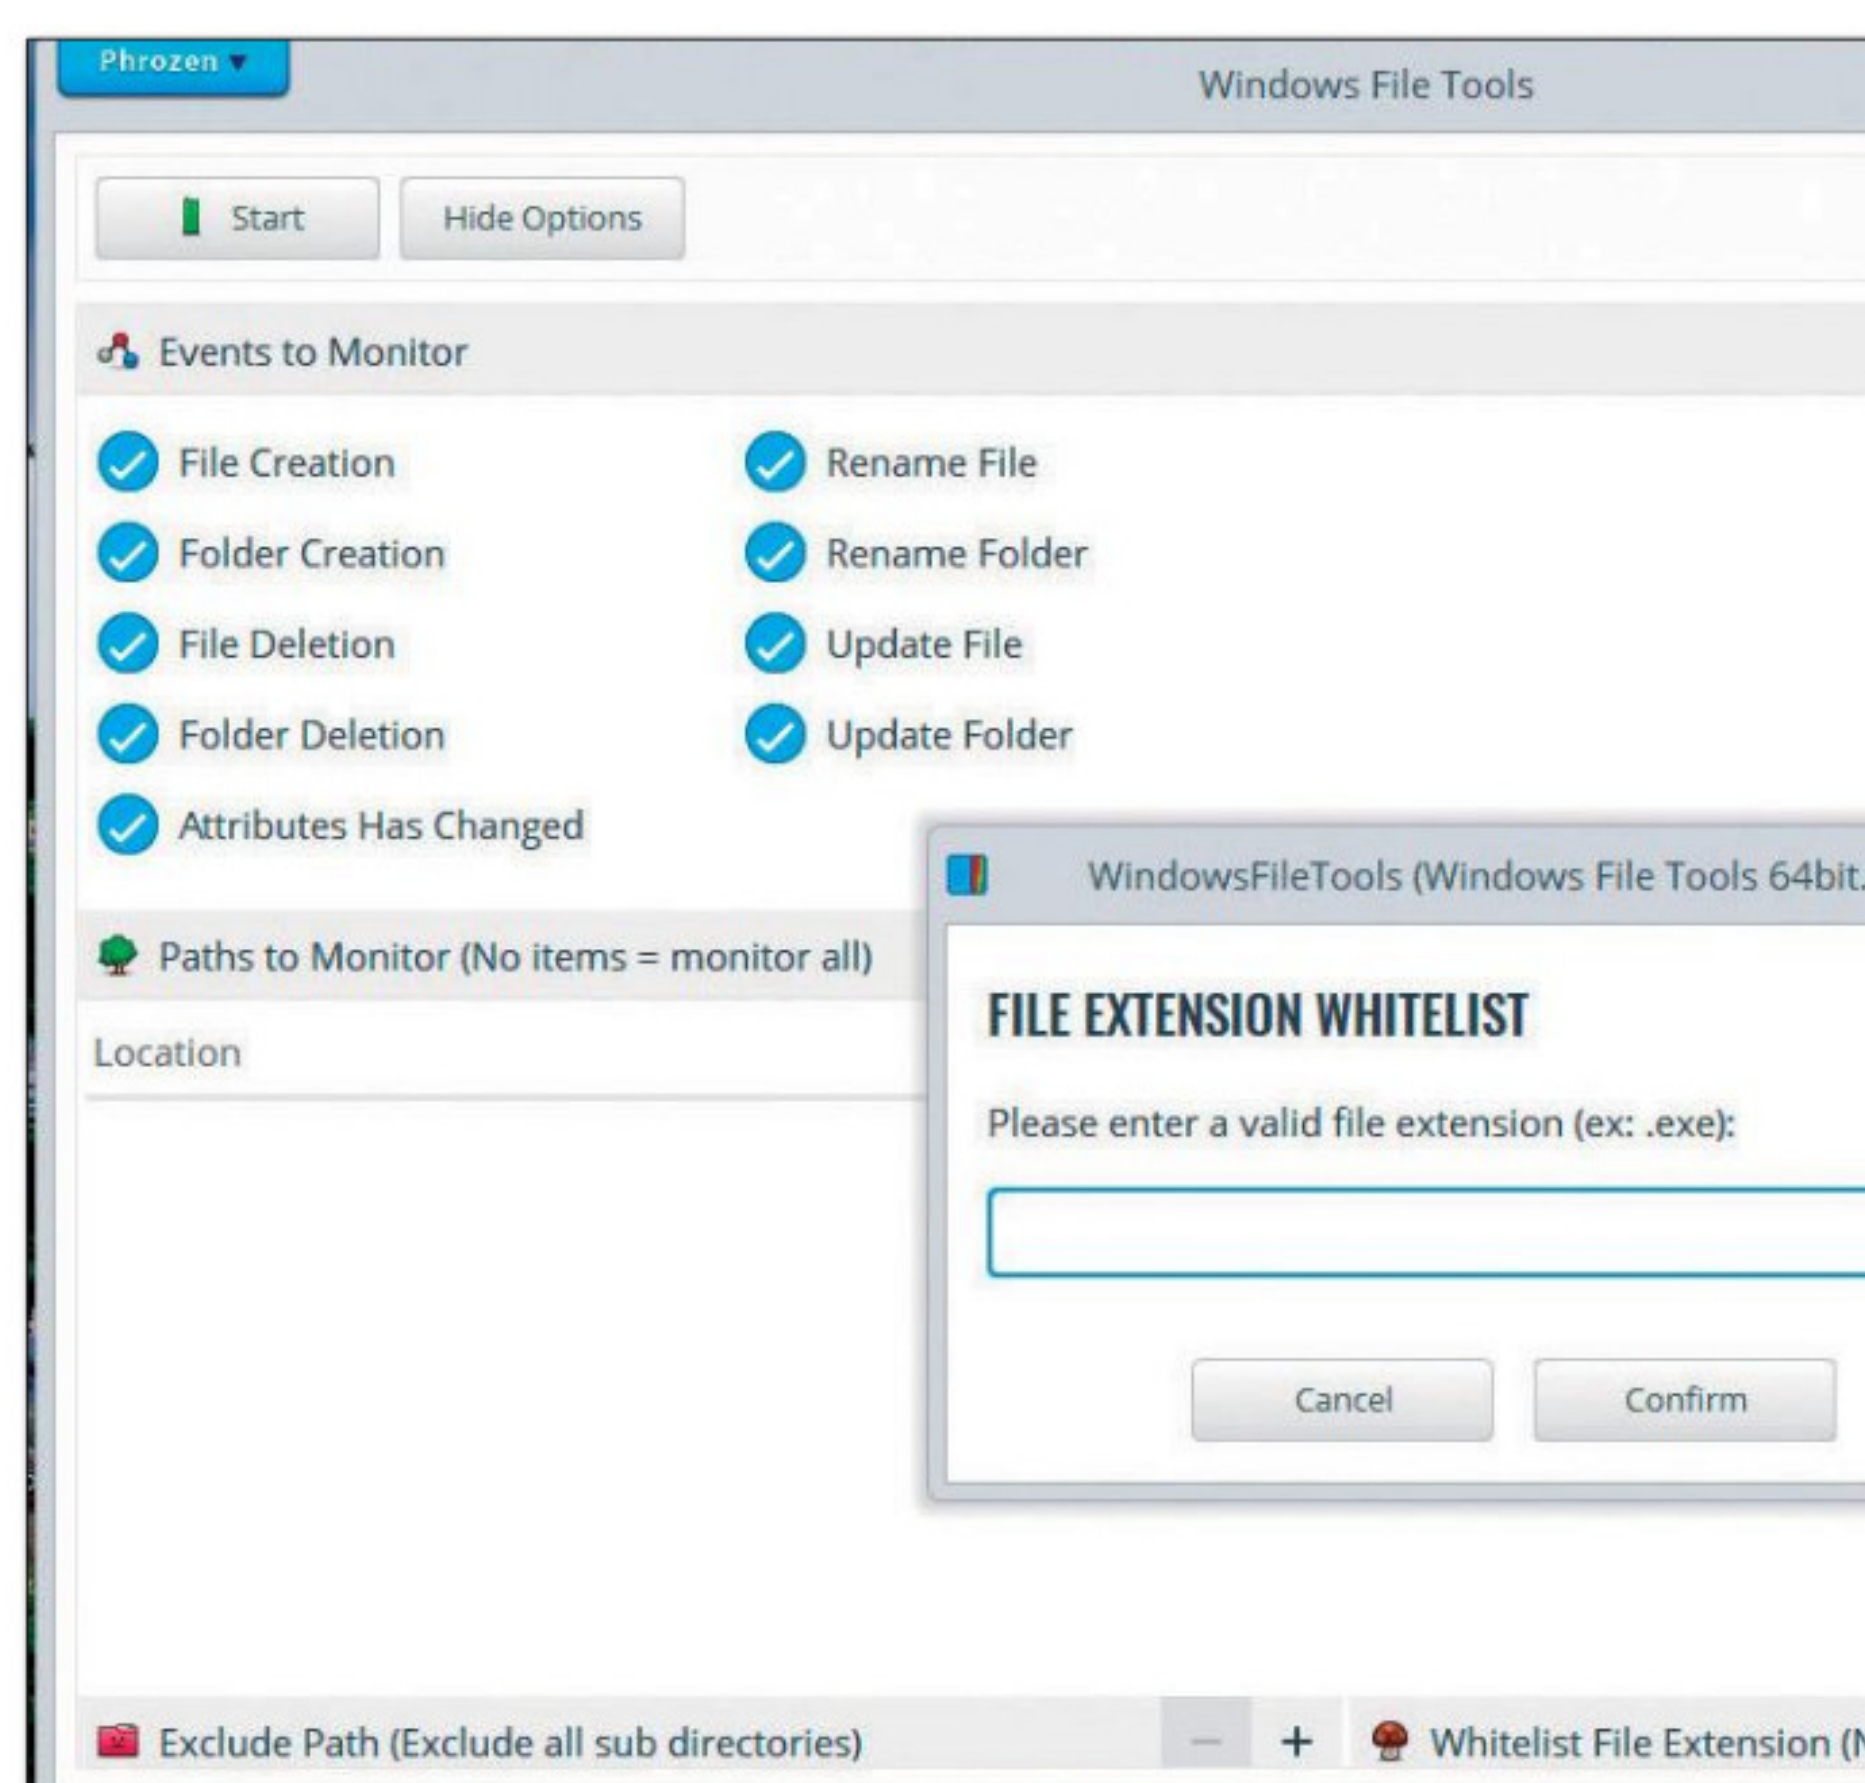 Phrozen
Windows File Tools
Start
Hide Options
Events to Monitor
File Creation
Rename File
Folder Creation
Rename Folder
File Deletion
Update File
Folder Deletion
Update Folder
Attributes Has Changed
WindowsFileTools (Windows File Tools 64bit.
Paths to Monitor (No items = monitor all)
FILE EXTENSION WHITELIST
Location
Please enter a valid file extension (ex: .exe):
Cancel
Confirm
Exclude Path (Exclude all sub directories)
Whitelist File Extension (